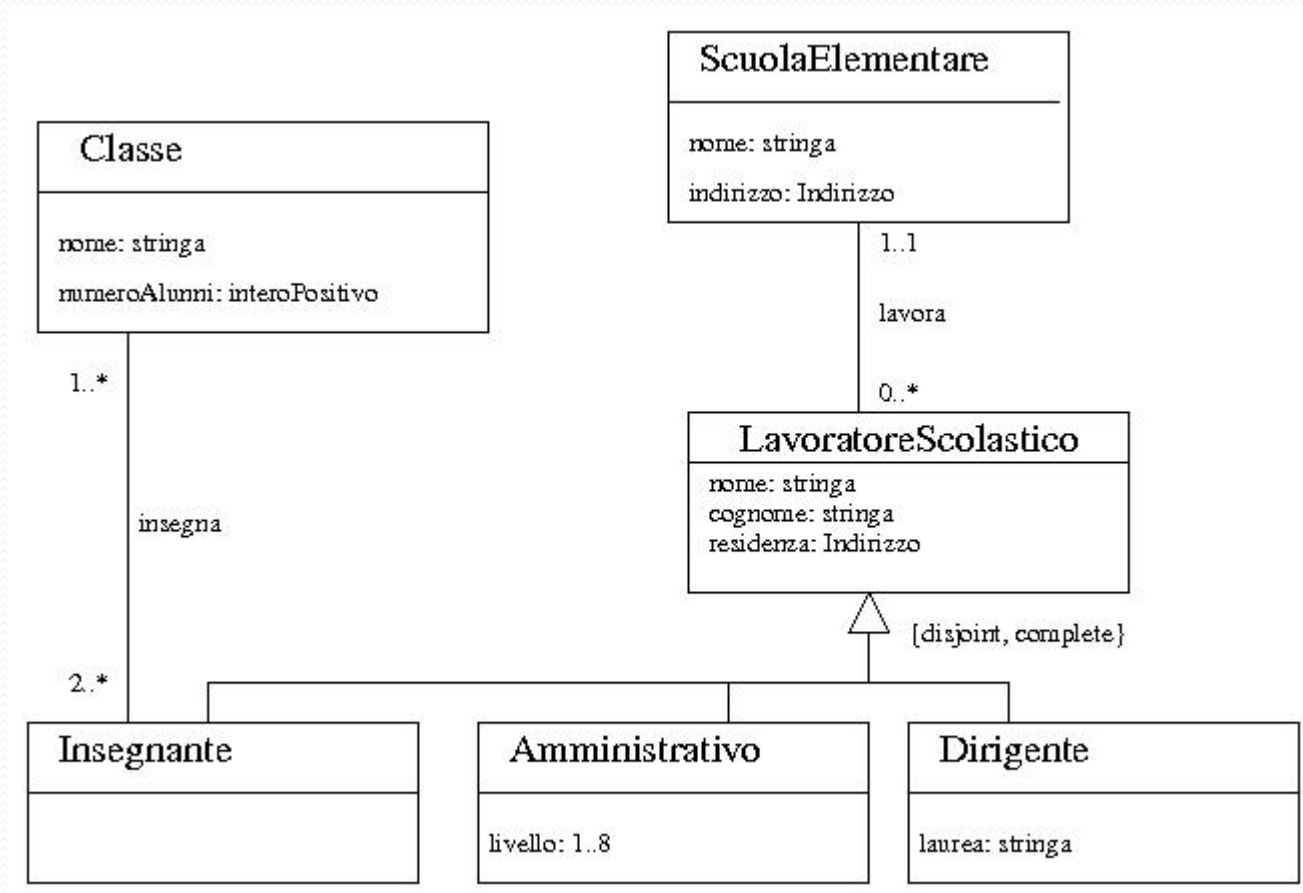 ScuolaElementare
nome: stringa
indirizzo: Indirizzo
Classe
nome: stringa
numeroAlunni: interoPositivo
1..1
lavora
0..*
1..*
insegna
2..*
LavoratoreScolastico
nome: stringa
cognome: stringa
residenza: Indirizzo
{disjoint, complete}
Insegnante
Amministrativo
livello: 1..8
Dirigente
laurea: stringa